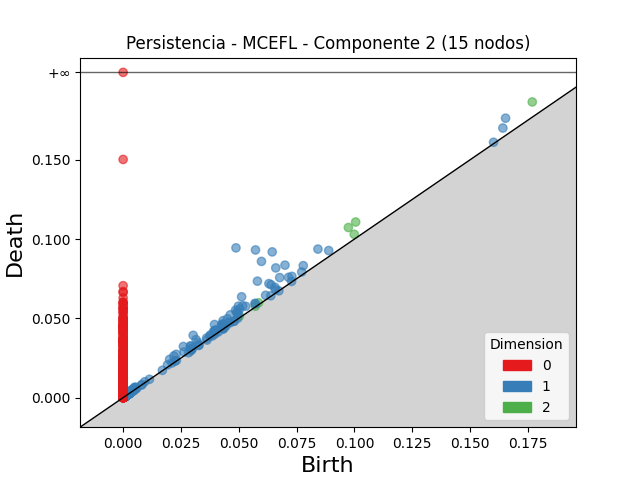 Persistencia - MCEFL - Componente 2 (15 nodos)
+∞
0.150
0.100
0.050
0.000
Death
0.000 0.025 0.050 0.075 0.100 0.125 0.150 0.175
Birth
Dimension
0
1
2